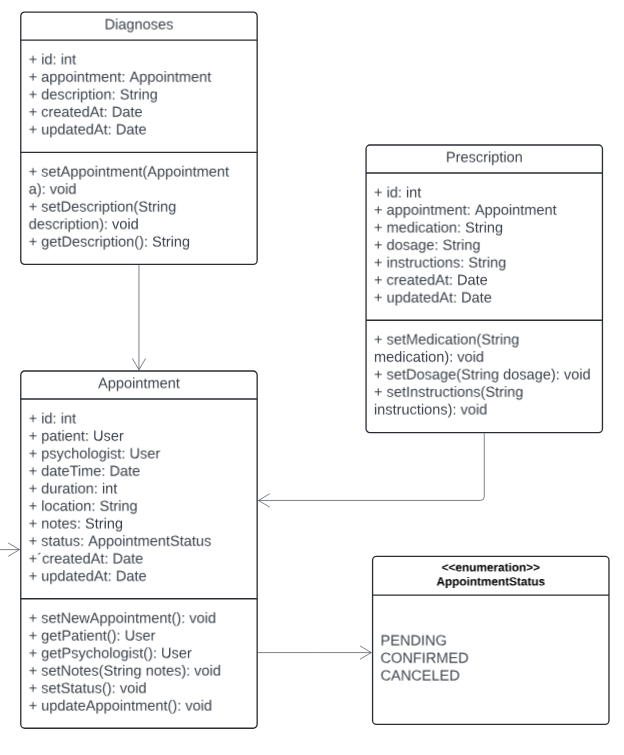 Diagnoses
+ id: int
+ appointment: Appointment
+ description: String
+ createdAt: Date
+ updatedAt: Date
+ setAppointment(Appointment
a): void
+ setDescription(String
description): void
+ getDescription(): String
Prescription
+ id: int
+ appointment: Appointment
+ medication: String
+ dosage: String
+ instructions: String
+ createdAt: Date
+ updatedAt: Date
+ setMedication(String
medication): void
+ setDosage(String dosage): void
+ setInstructions(String
instructions): void
Appointment
+ id: int
+ patient: User
+ psychologist: User
+ dateTime: Date
+ duration: int
+ location: String
+ notes: String
+ status: AppointmentStatus
+´createdAt: Date
+ updatedAt: Date
+ setNewAppointment(): void
+ getPatient(): User
+ getPsychologist(): User
+ setNotes(String notes): void
+ setStatus(): void
+ updateAppointment(): void
<<enumeration>>
AppointmentStatus
PENDING
CONFIRMED
CANCELED